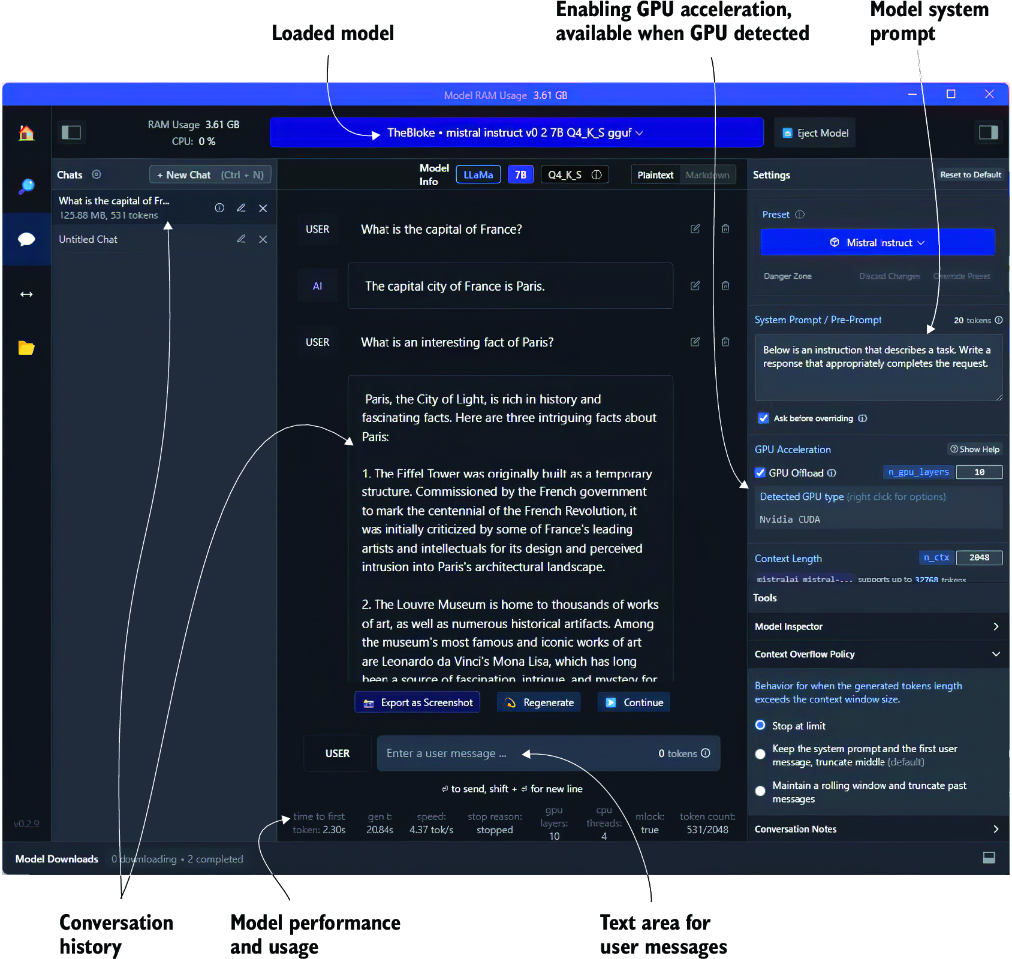 Loaded model
Enabling GPU acceleration,
available when GPU detected
Model system
prompt
Model RAM Usage 3.61 GB
RAM Usage 3.61 GB
CPU: 0 %
TheBloke • mistral instruct v0 2 7B Q4_K_S gguf
Eject Model
Chats
+ New Chat (Ctrl + N)
Model
Info
LLaMa
7B
Q4_K_S
Plaintext
Markdown
Settings
Reset to Default
What is the capital of Fr...
125.88 MB, 531 tokens
Untitled Chat
USER
What is the capital of France?
AI
The capital city of France is Paris.
USER
What is an interesting fact of Paris?
Paris, the City of Light, is rich in history and
fascinating facts. Here are three intriguing facts about
Paris:
1. The Eiffel Tower was originally built as a temporary
structure. Commissioned by the French government
to mark the centennial of the French Revolution, it
was initially criticized by some of France's leading
artists and intellectuals for its design and perceived
intrusion into Paris's architectural landscape.
2. The Louvre Museum is home to thousands of works
of art, as well as numerous historical artifacts. Among
the museum's most famous and iconic works of art
are Leonardo da Vinci's Mona Lisa, which has long
been a source of fascination, intrigue, and mystery for
Export as Screenshot
Regenerate
Continue
USER
Enter a user message ...
0 tokens
to send, shift + for new line
time to first
token: 2.30s
gen t:
20.84s
speed:
4.37 tok/s
stop reason:
stopped
gpu
layers:
10
cpu
threads:
4
mlock:
true
token count:
531/2048
Preset
Mistral Instruct
Danger Zone
Discard Changes
Override Preset
System Prompt / Pre-Prompt
20 tokens
Below is an instruction that describes a task. Write a
response that appropriately completes the request.
Ask before overriding
GPU Acceleration
Show Help
GPU Offload
n_gpu_layers
10
Detected GPU type (right click for options)
Nvidia CUDA
Context Length
n_ctx
2048
mistralai mistral-... supports up to 32768 tokens
Tools
Model Inspector
Context Overflow Policy
Behavior for when the generated tokens length
exceeds the context window size.
Stop at limit
Keep the system prompt and the first user
message, truncate middle (default)
Maintain a rolling window and truncate past
messages
Conversation Notes
v0.2.9
Model Downloads
0 downloading • 2 completed
Conversation
history
Model performance
and usage
Text area for
user messages